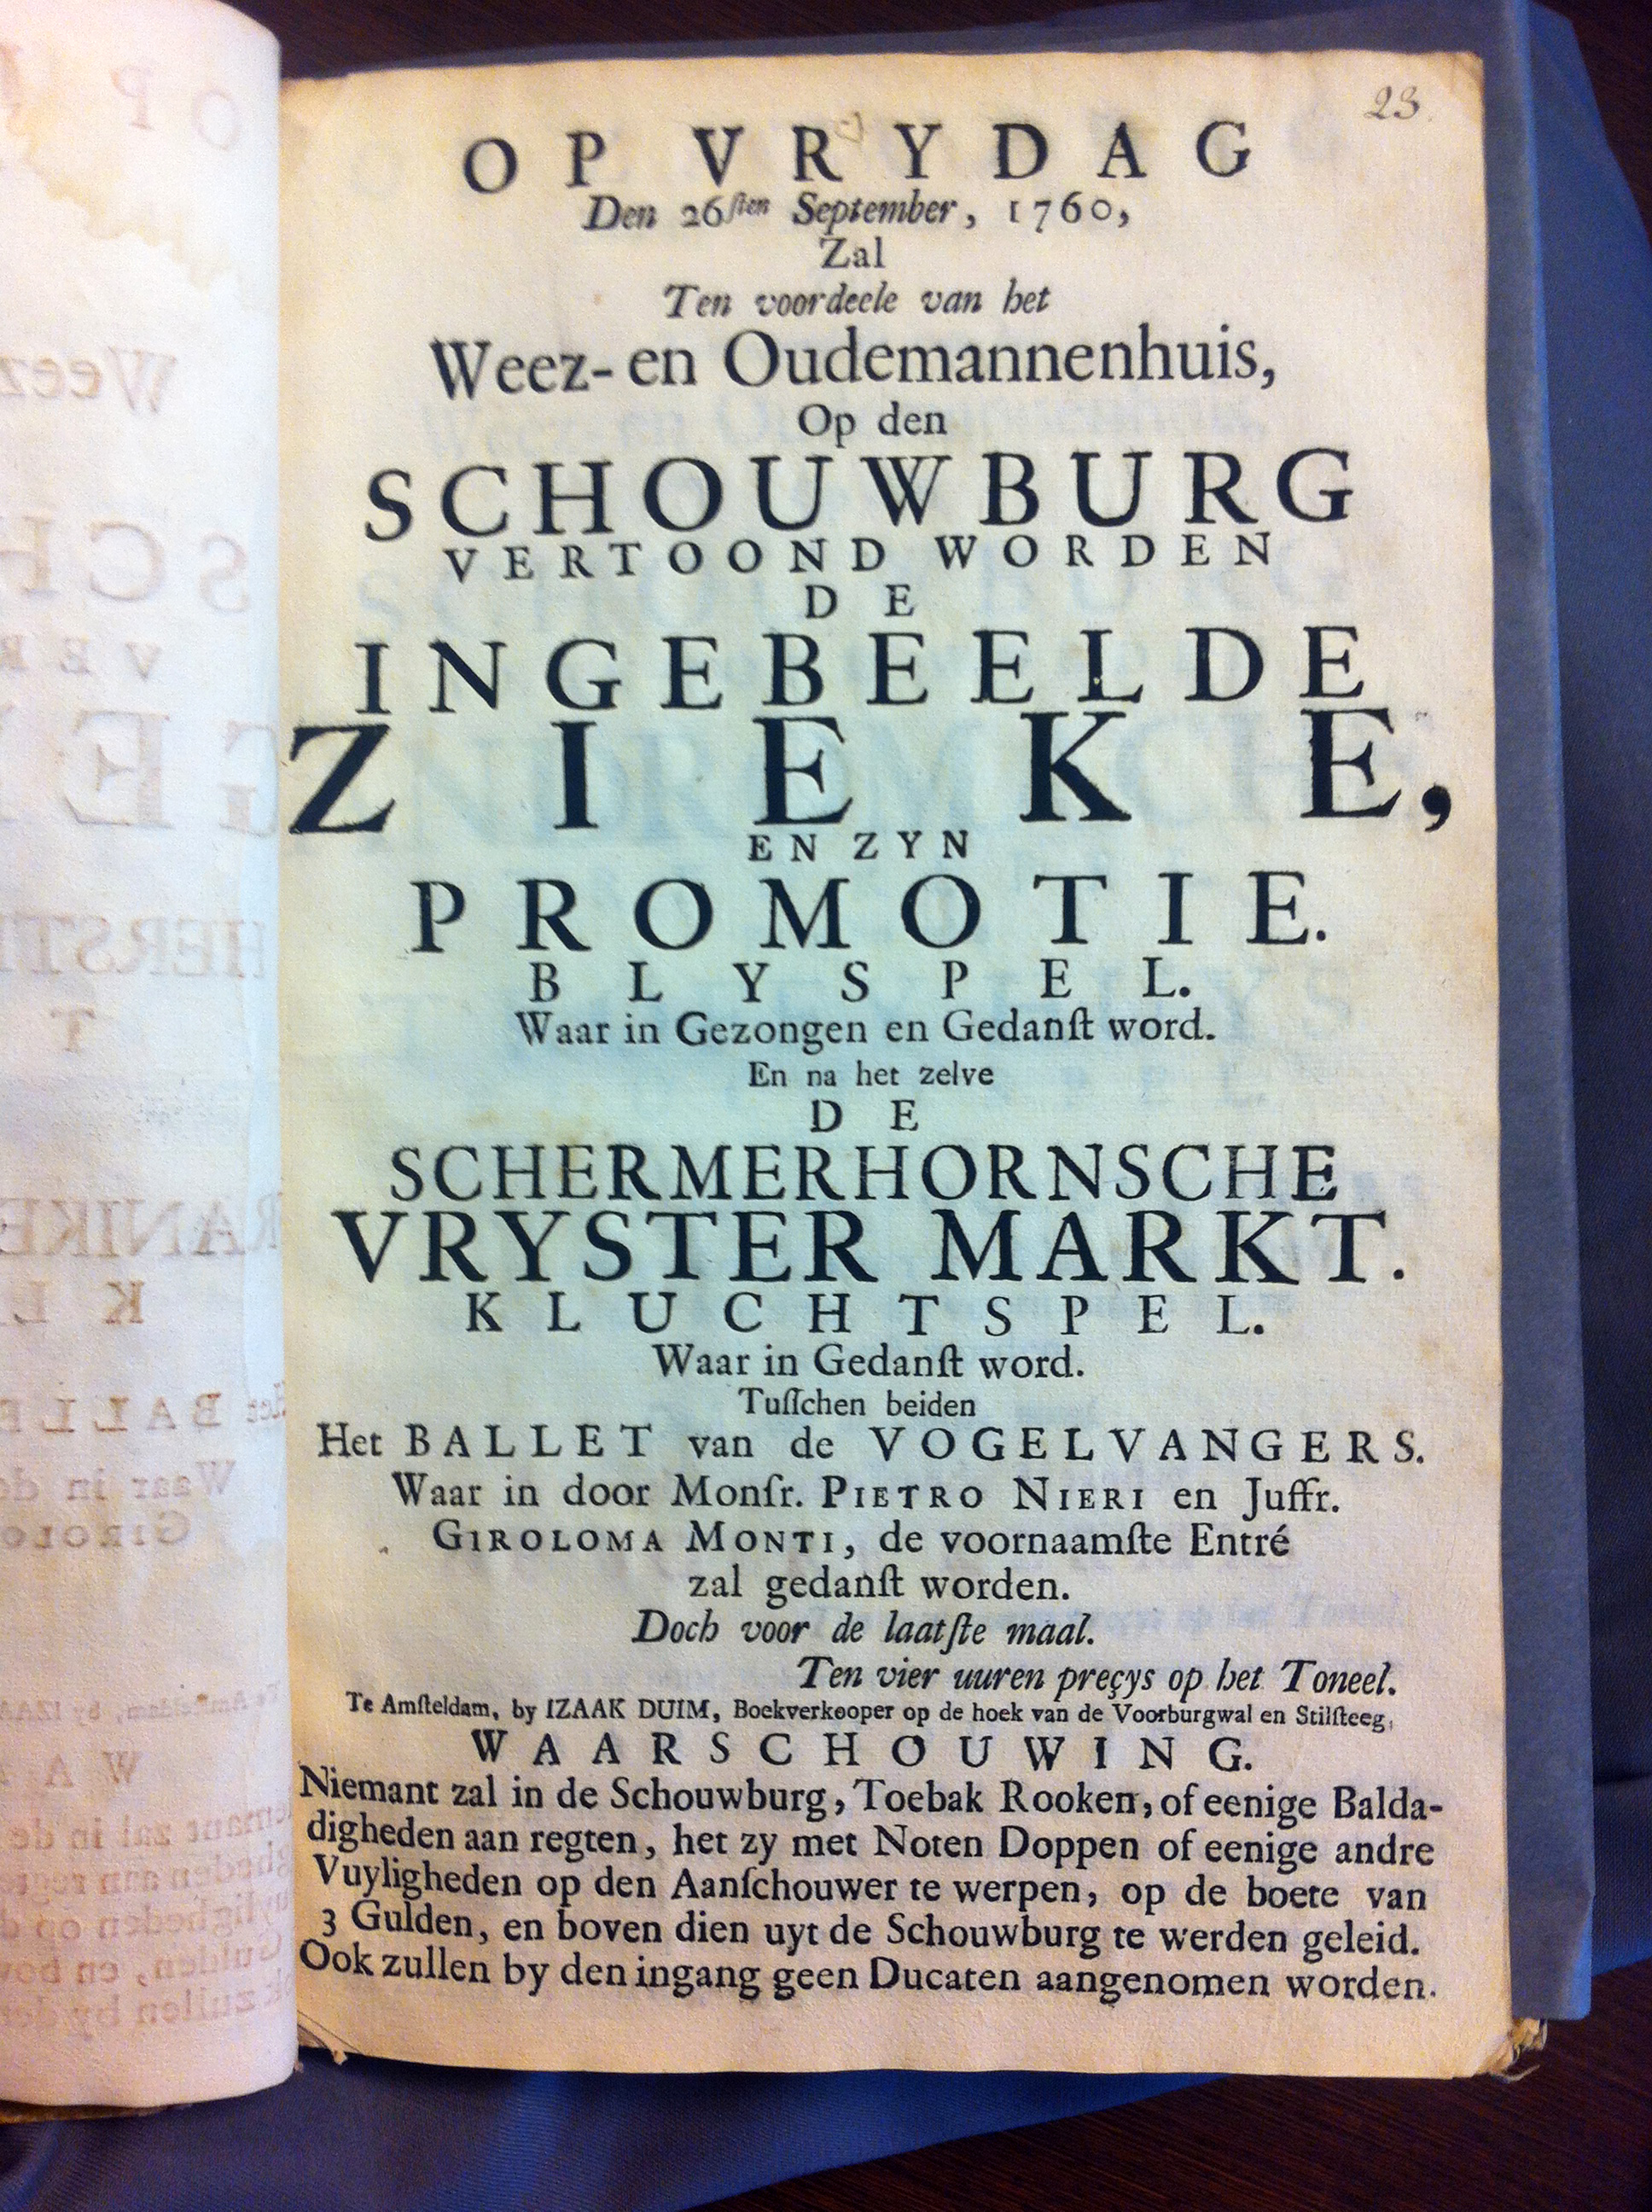 23.
OP VRYDAG
Den 26ſten September, 1760,
Zal
Ten voordeele van het
Weez- en Oudemannenhuis,
Op den
SCHOUWBURG
VERTOOND WORDEN
DE
INGEBEELDE
ZIEKE,
EN ZYN
PROMOTIE.
BLYSPEL.
Waar in Gezongen en Gedanſt word.
En na het zelve
DE
SCHERMERHORNSCHE
VRYSTER MARKT.
KLUCHTSPEL.
Waar in Gedanſt word.
Tuſſchen beiden
Het BALLET van de VOGELVANGERS.
Waar in door Monſr. PIETRO NIERI en Juffr.
GIROLOMA MONTI, de voornaamſte Entré
zal gedanſt worden.
Doch voor de laatſte maal.
Ten vier uuren preçys op het Toneel.
Te Amſteldam, by IZAAK DUIM, Boekverkooper op de hoek van de Voorburgwal en Stilſteeg,
WAARSCHOUWING.
Niemant zal in de Schouwburg, Toebak Rooken, of eenige Balda-
digheden aan regten, het zy met Noten Doppen of eenige andre
Vuyligheden op den Aanſchouwer te werpen, op de boete van
3 Gulden, en boven dien uyt de Schouwburg te werden geleid.
Ook zullen by den ingang geen Ducaten aangenomen worden.